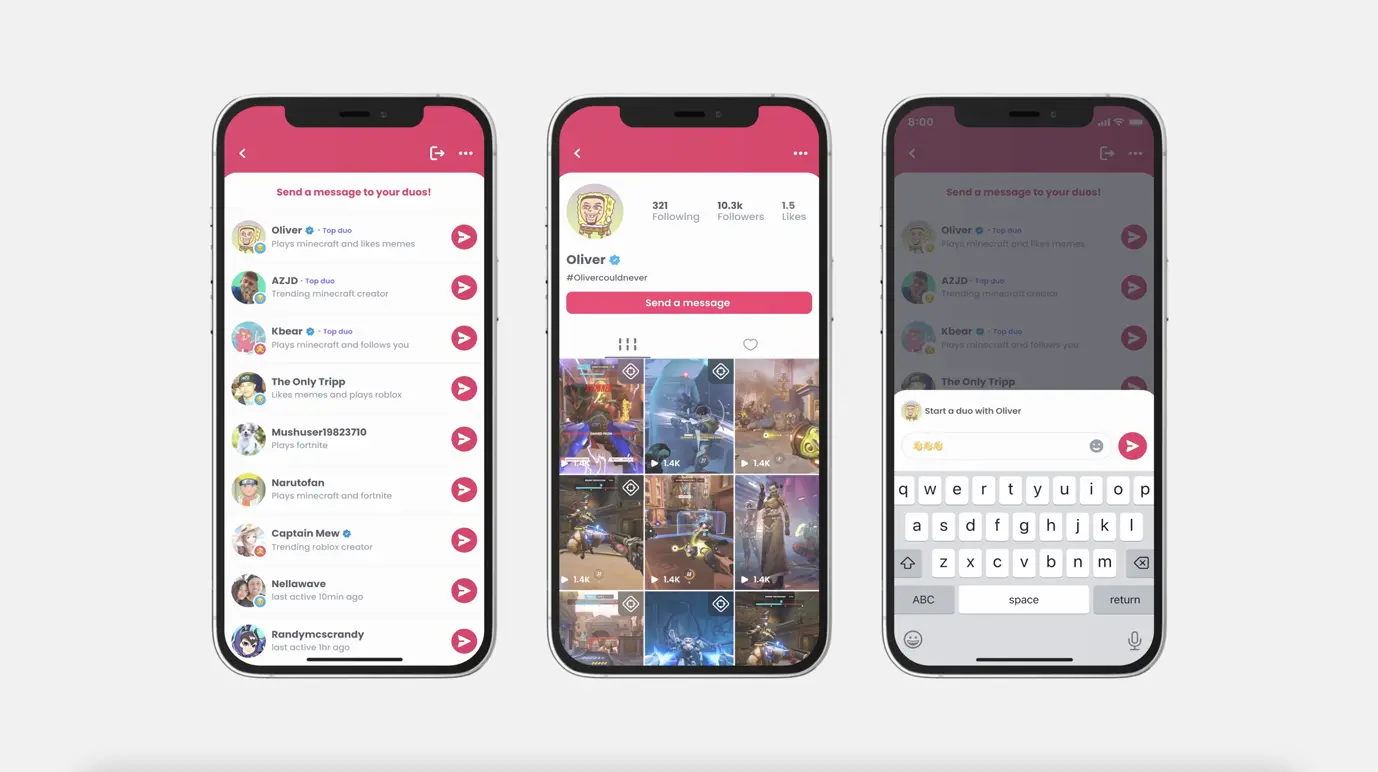 Send a message to your duos!
Oliver · Top duo
Plays minecraft and likes memes
AZJD · Top duo
Trending minecraft creator
Kbear · Top duo
Plays minecraft and follows you
The Only Tripp
Likes memes and plays roblox
Mushuser19823710
Plays fortnite
Narutofan
Plays minecraft and fortnite
Captain Mew
Trending roblox creator
Nellawave
last active 10min ago
Randymcscrandy
last active 1hr ago
321 10.3k 1.5
Following Followers Likes
Oliver
#Olivercouldnever
Send a message
1.4K 1.4K 1.4K
1.4K 1.4K 1.4K
8:00
Send a message to your duos!
Oliver · Top duo
Plays minecraft and likes memes
AZJD · Top duo
Trending minecraft creator
Kbear · Top duo
Plays minecraft and follows you
The Only Tripp
Start a duo with Oliver
q w e r t y u i o p
a s d f g h j k l
z x c v b n m
ABC space return